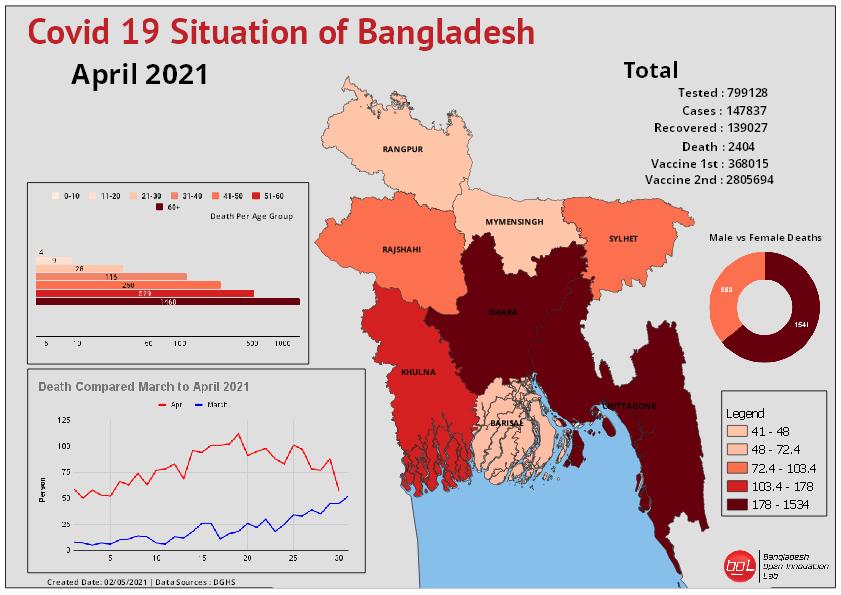 Covid 19 Situation of Bangladesh
April 2021
Total
Tested : 799128
Cases : 147837
Recovered : 139027
Death : 2404
Vaccine 1st : 368015
Vaccine 2nd : 2805694
0-10 11-20 21-30 31-40 41-50 51-60
60+
Death Per Age Group
4
9
28
529
1460
5 10 50 100 500 1000
RANGPUR
MYMENSINGH
SYLHET
RAJSHAHI
DHAKA
KHULNA
CHITTAGONG
BARISAL
Male vs Female Deaths
863
1541
Death Compared March to April 2021
Apr March
Person
125
100
75
50
25
0
5 10 15 20 25 30
Legend
41 - 48
48 - 72.4
72.4 - 103.4
103.4 - 178
178 - 1534
Created Date: 02/05/2021 | Data Sources : DGHS
boL
Bangladesh
Open Innovation
Lab